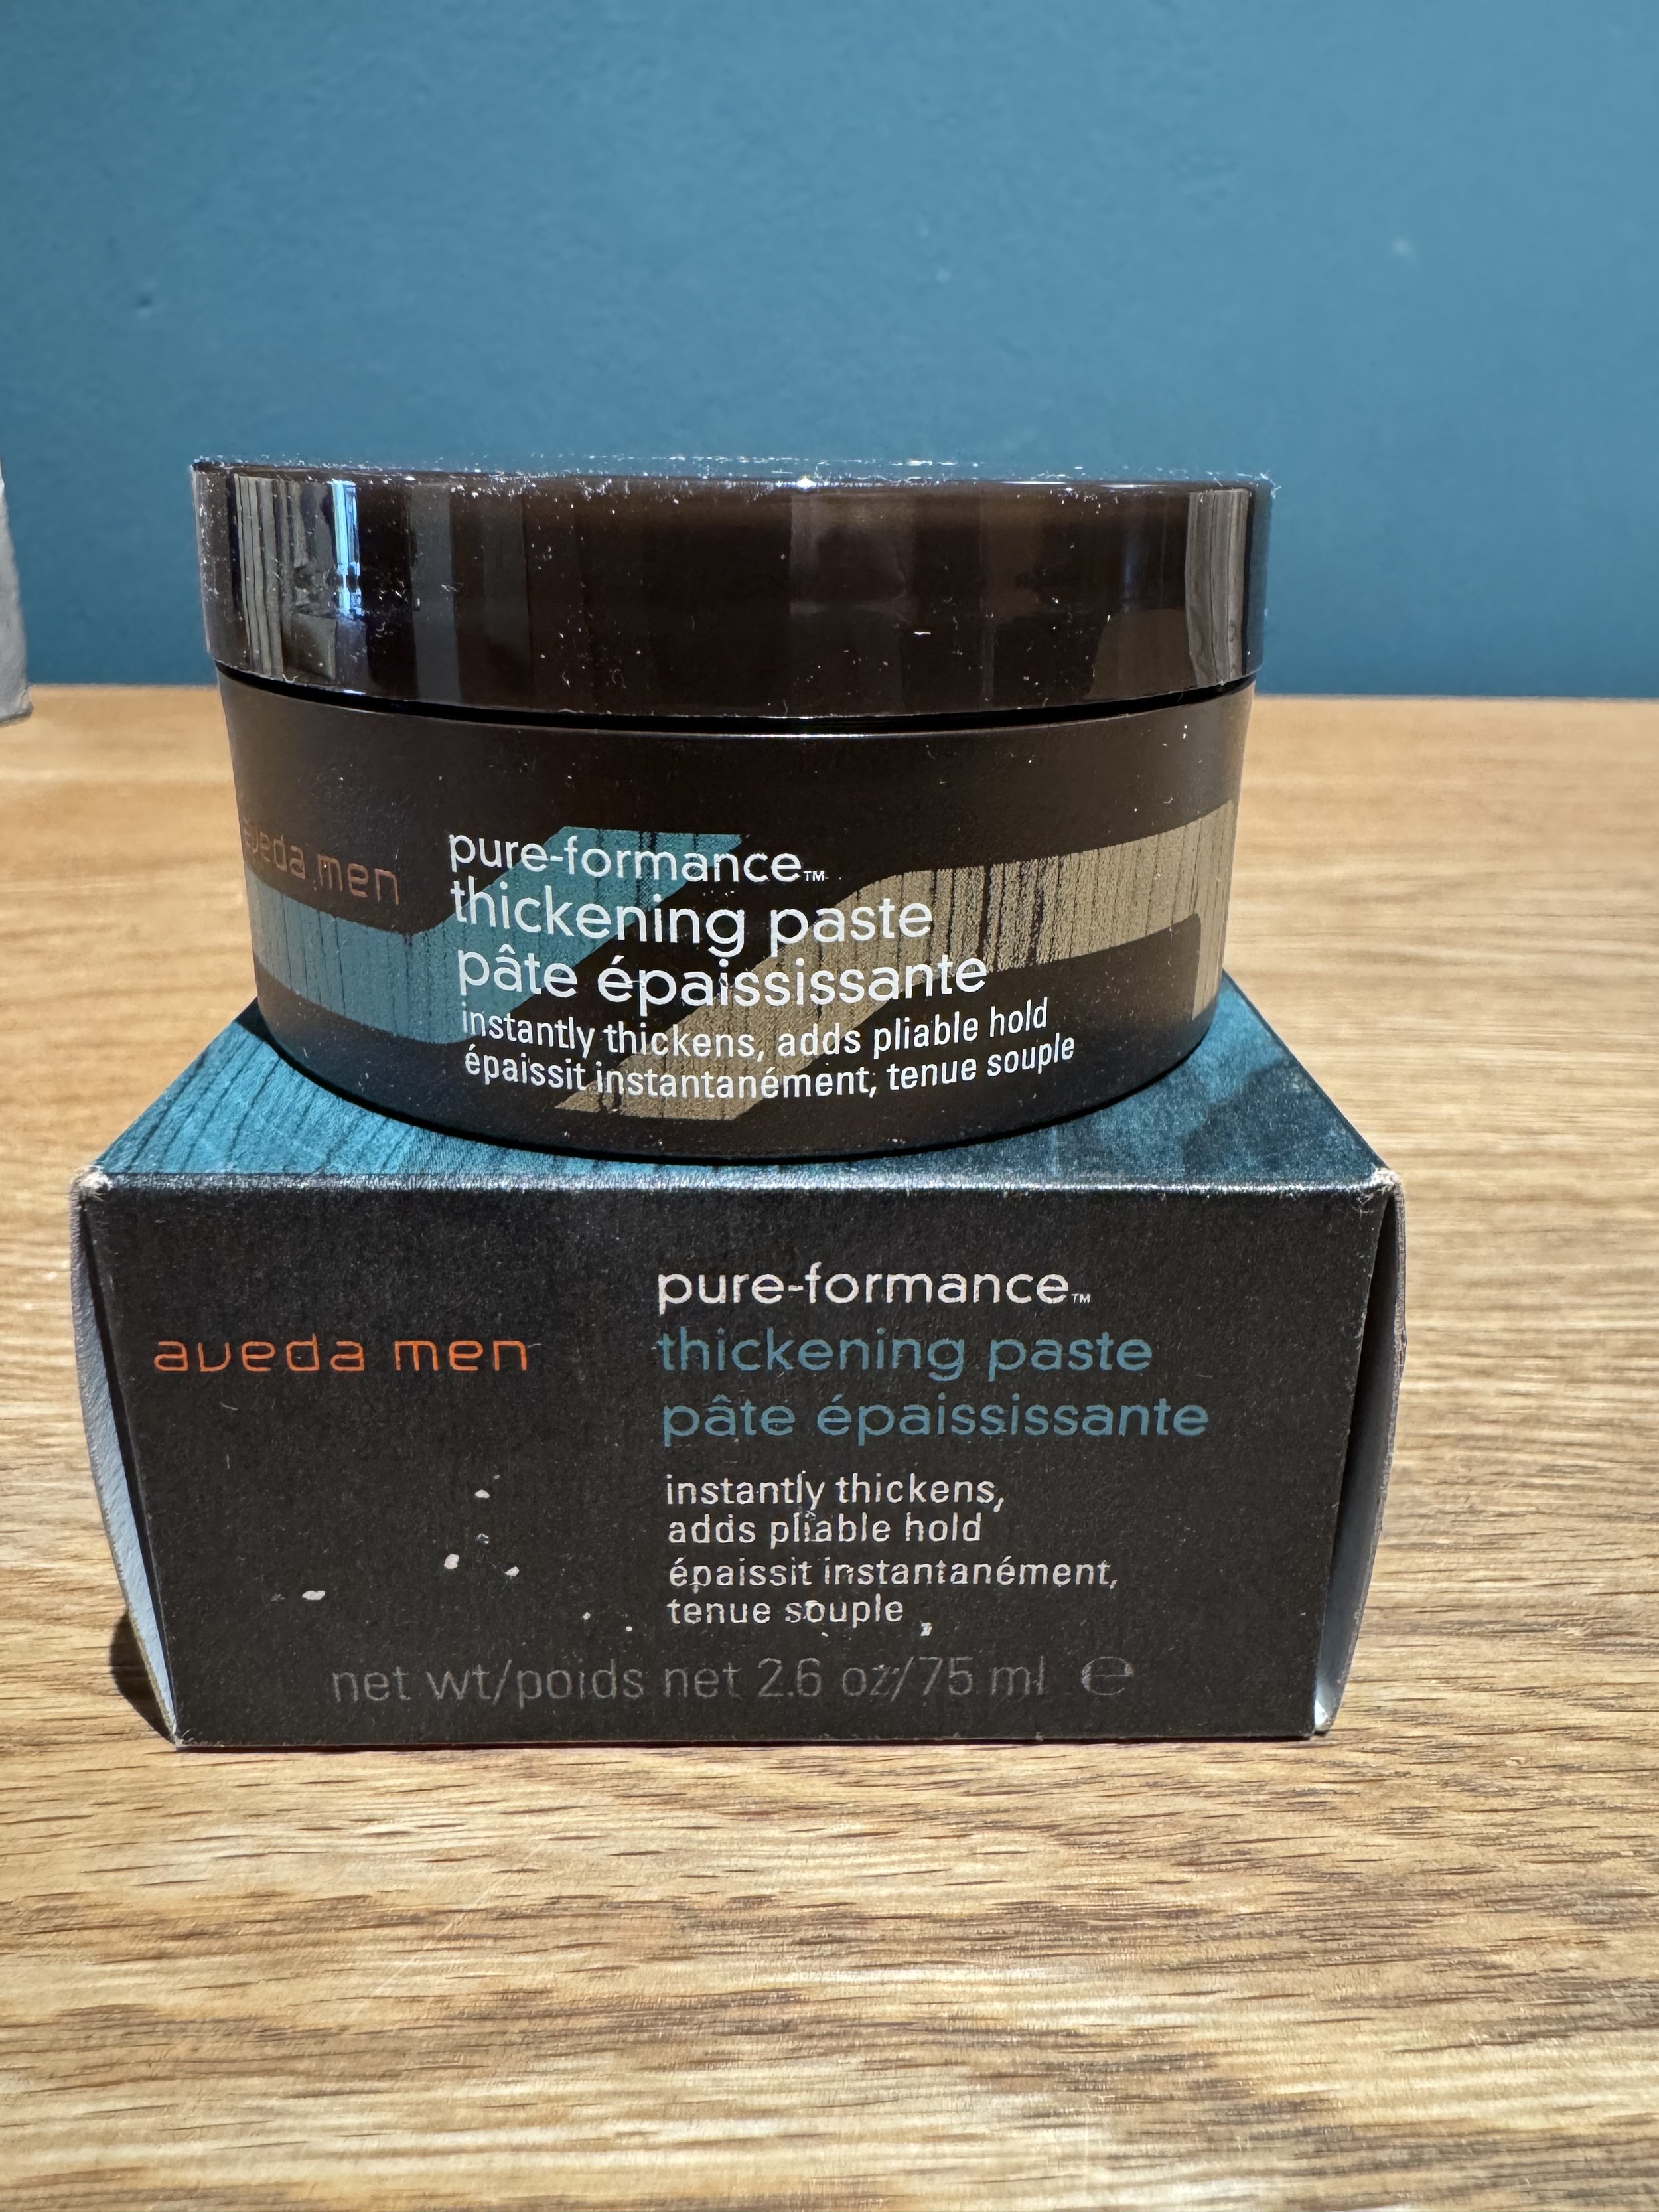 aveda men
pure-formance™
thickening paste
pâte épaississante
instantly thickens, adds pliable hold
épaissit instantanément, tenue souple
pure-formance™
aveda men
thickening paste
pâte épaississante
instantly thickens,
adds pliable hold
épaissit instantanément,
tenue souple
net wt/poids net 2.6 oz/75 ml ℮